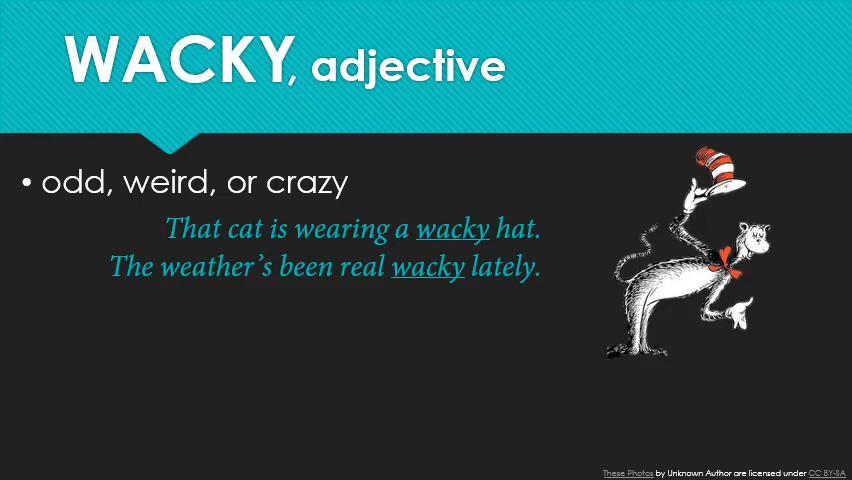 WACKY, adjective
• odd, weird, or crazy
That cat is wearing a wacky hat.
The weather’s been real wacky lately.
These Photos by Unknown Author are licensed under CC BY-SA